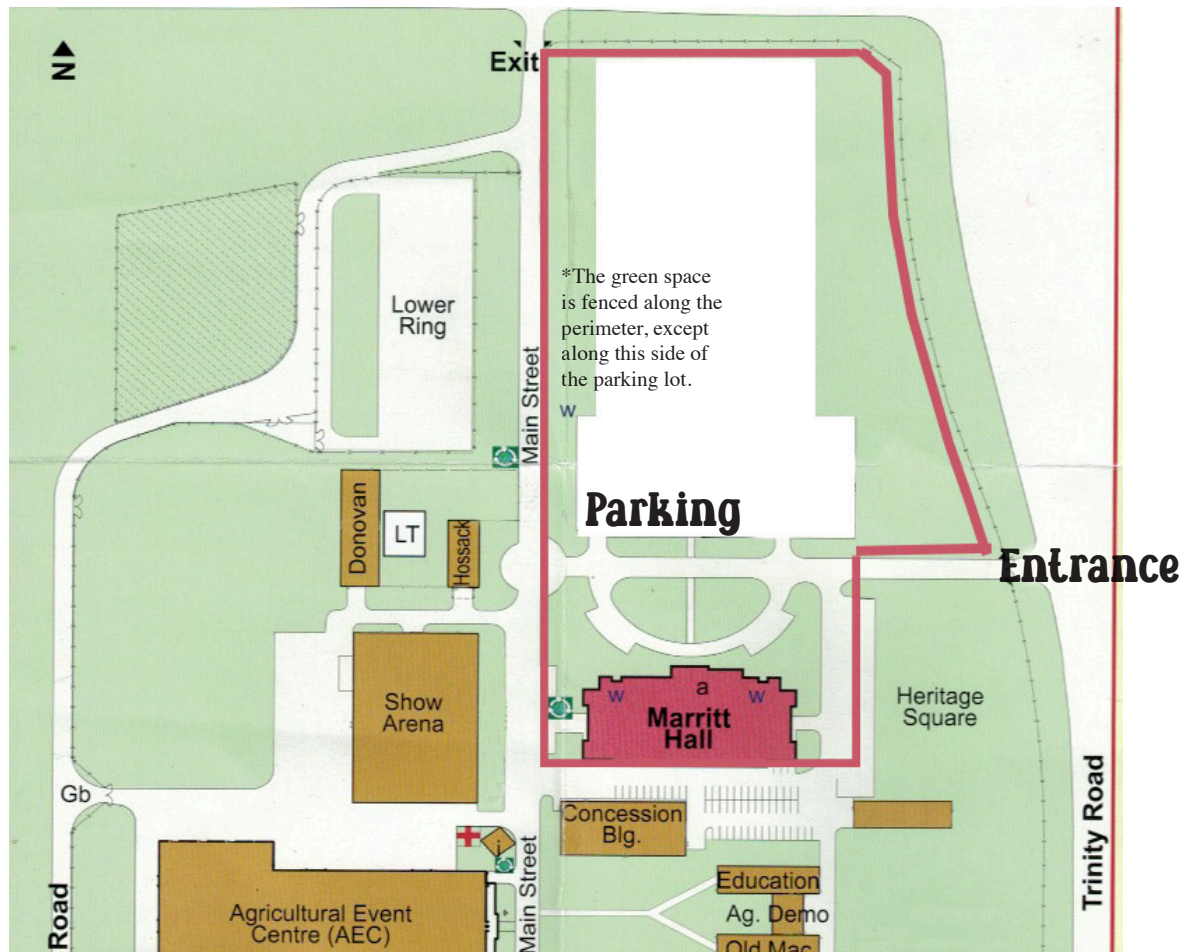 N
Exit
*The green space
is fenced along the
perimeter, except
along this side of
the parking lot.
Lower
Ring
Main Street
W
Parking
Donovan
LT
Hossack
Entrance
Show
Arena
W
a
W
Marritt
Hall
Heritage
Square
Gb
Concession
Blg.
i
Main Street
Trinity Road
Education
Ag. Demo
Old Mac
Road
Agricultural Event
Centre (AEC)